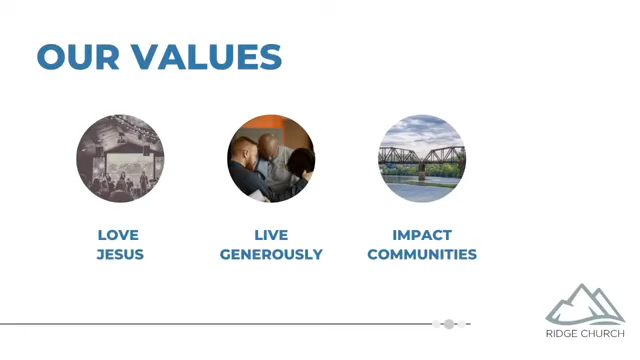 OUR VALUES
LOVE
JESUS
LIVE
GENEROUSLY
IMPACT
COMMUNITIES
RIDGE CHURCH